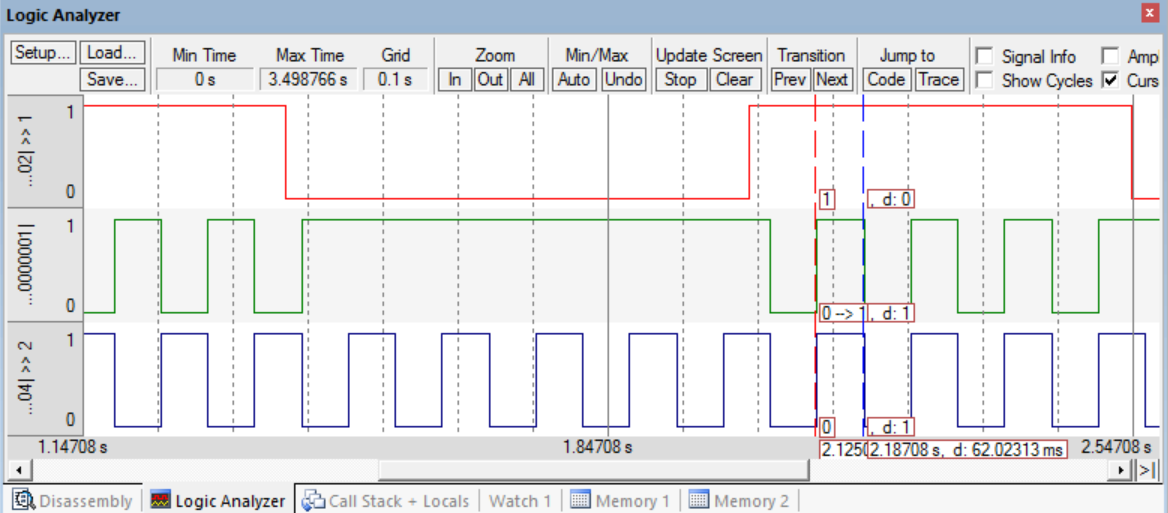 Logic Analyzer
Setup... Load... Min Time Max Time Grid Zoom Min/Max Update Screen Transition Jump to Signal Info Amp
Save... 0 s 3.498766 s 0.1 s In Out All Auto Undo Stop Clear Prev Next Code Trace Show Cycles Curs
1
...02| >> 1
0
1 , d: 0
1
...0000001|
0
0 --> 1 , d: 1
1
...04| >> 2
0
0 , d: 1
1.14708 s 1.84708 s 2.1250 2.18708 s, d: 62.02313 ms 2.54708 s
Disassembly Logic Analyzer Call Stack + Locals Watch 1 Memory 1 Memory 2